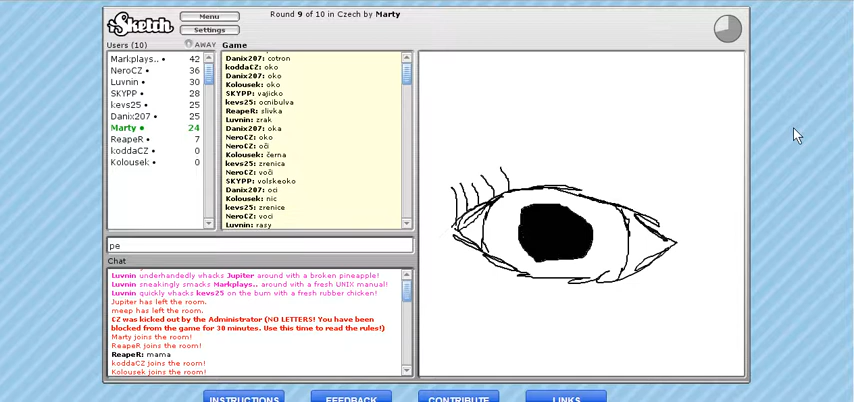 iSketch
Menu
Settings
Round 9 of 10 in Czech by Marty
Users (10)
AWAY
Game
Mark:plays.. • 42
NeroCZ • 36
Luvnin • 30
SKYPP • 28
kevs25 • 25
Danix207 • 25
Marty • 24
ReapeR • 7
koddaCZ • 0
Kolousek • 0
Danix207: cotron
koddaCZ: oko
Danix207: oko
Kolousek: oko
SKYPP: vajicko
kevs25: ocnibulva
ReapeR: slivka
Luvnin: zrak
Danix207: oka
NeroCZ: oko
NeroCZ: oči
Kolousek: černa
kevs25: zrenica
NeroCZ: voči
SKYPP: volskeoko
Danix207: oci
Kolousek: nic
kevs25: zrenice
NeroCZ: voci
Luvnin: rasy
pe
Chat
Luvnin underhandedly whacks Jupiter around with a broken pineapple!
Luvnin sneakingly smacks Markplays.. around with a fresh UNIX manual!
Luvnin quickly whacks kevs25 on the bum with a fresh rubber chicken!
Jupiter has left the room.
meep has left the room.
CZ was kicked out by the Administrator (NO LETTERS! You have been
blocked from the game for 30 minutes. Use this time to read the rules!)
Marty joins the room!
ReapeR joins the room!
ReapeR: mama
koddaCZ joins the room!
Kolousek joins the room!
INSTRUCTIONS
FEEDBACK
CONTRIBUTE
LINKS